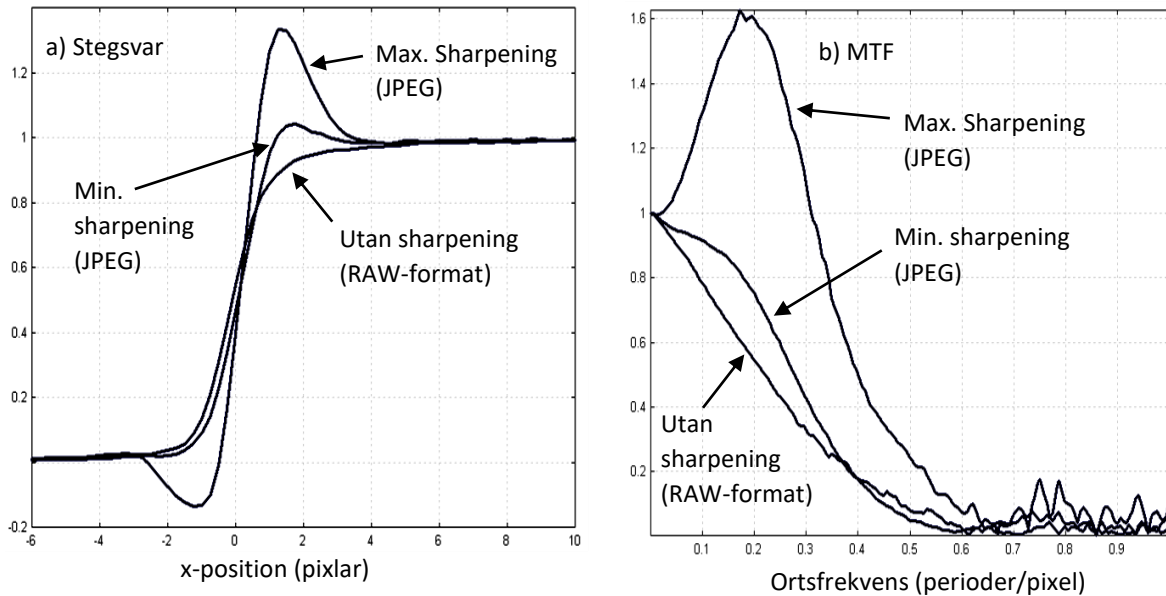 a) Stegsvar
Max. Sharpening
(JPEG)
Min.
sharpening
(JPEG)
Utan sharpening
(RAW-format)
1.2
1
0.8
0.6
0.4
0.2
-0.2
-6
-4
-2
0
2
4
6
8
10
x-position (pixlar)
b) MTF
Max. Sharpening
(JPEG)
Min. sharpening
(JPEG)
Utan
sharpening
(RAW-format)
1.6
1.4
1.2
1
0.8
0.6
0.4
0.2
0.1
0.2
0.3
0.4
0.5
0.6
0.7
0.8
0.9
Ortsfrekvens (perioder/pixel)